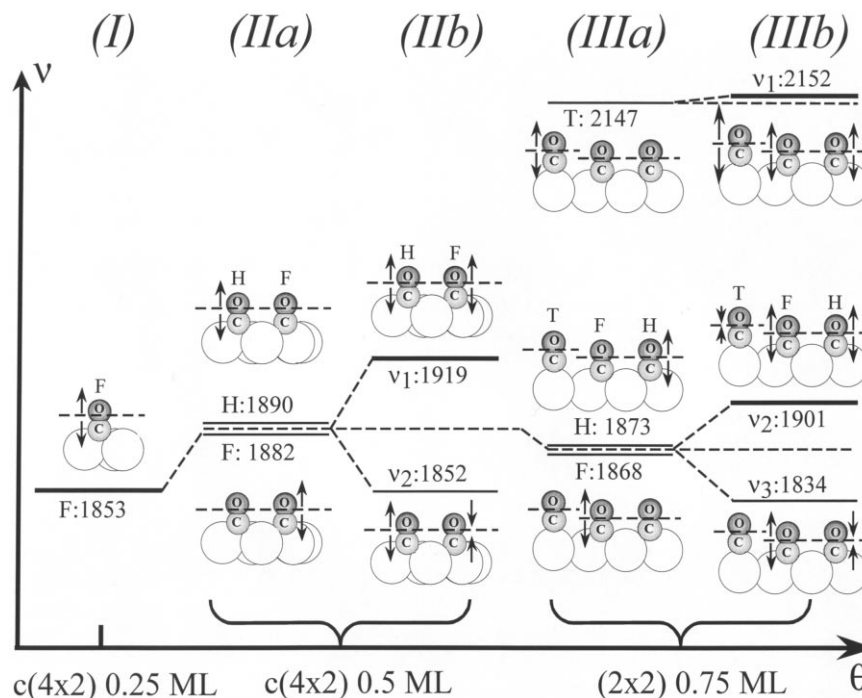 (I) (IIa) (IIb) (IIIa) (IIIb)
ν
ν1:2152
T: 2147
O O O O O O
C C C C C C
H F
O O
C C
H F
O O
C C
T F H
O O O
C C C
T F H
O O O
C C C
ν1:1919
F
O
C
H:1890
F: 1882
H: 1873
F:1868
ν2:1901
F:1853
ν2:1852
ν3:1834
O O
C C
O O
C C
O O O
C C C
O O O
C C C
c(4x2) 0.25 ML c(4x2) 0.5 ML (2x2) 0.75 ML θ